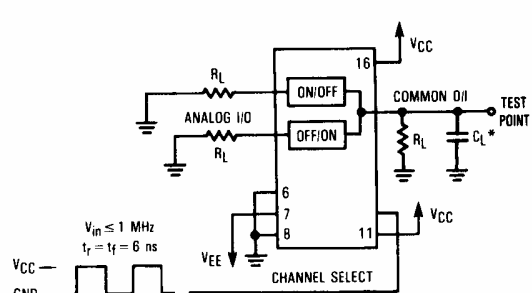 VCC
16
RL
ON/OFF
COMMON O/I
TEST
POINT
ANALOG I/O
OFF/ON
RL
RL
CL*
6
7
8
11
VCC
VEE
Vin ≤ 1 MHz
tr = tf = 6 ns
VCC
GND
CHANNEL SELECT